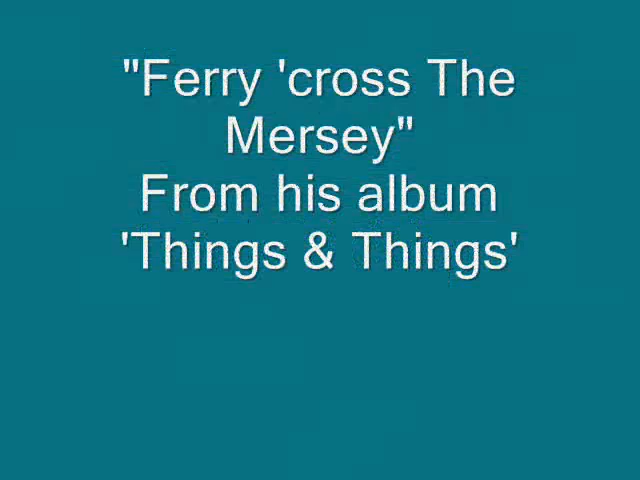 "Ferry 'cross The
Mersey"
From his album
'Things & Things'